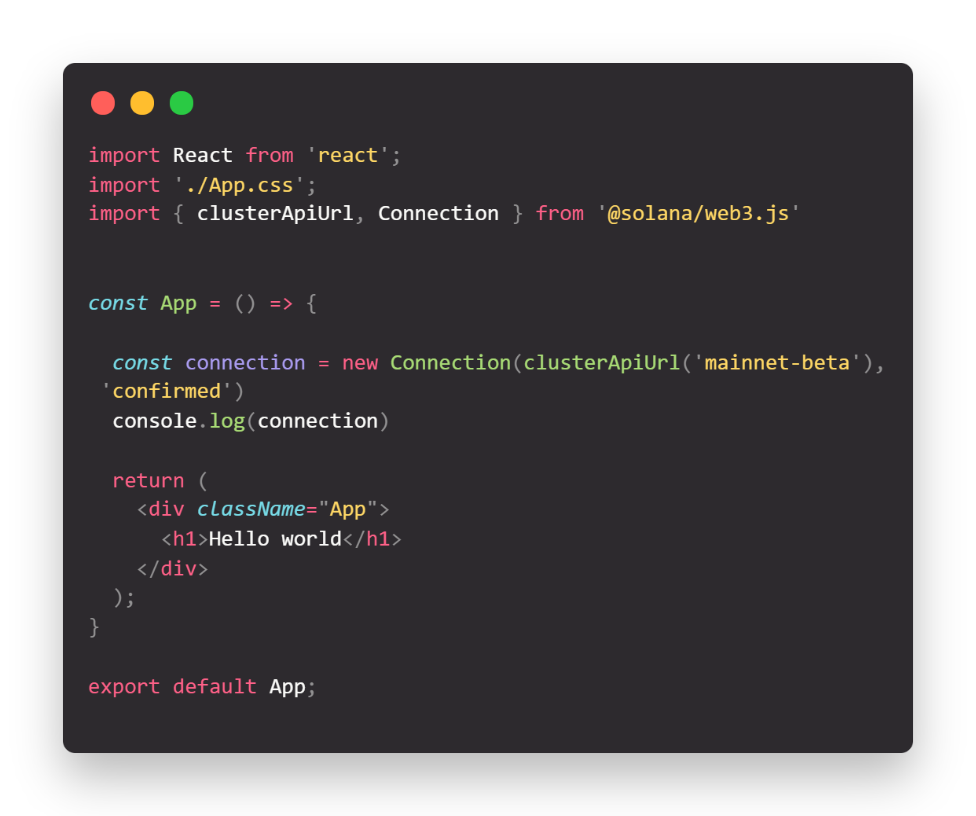 import React from 'react';
import './App.css';
import { clusterApiUrl, Connection } from '@solana/web3.js'
const App = () => {
  const connection = new Connection(clusterApiUrl('mainnet-beta'),
 'confirmed')
  console.log(connection)
  return (
    <div className="App">
      <h1>Hello world</h1>
    </div>
  );
}
export default App;